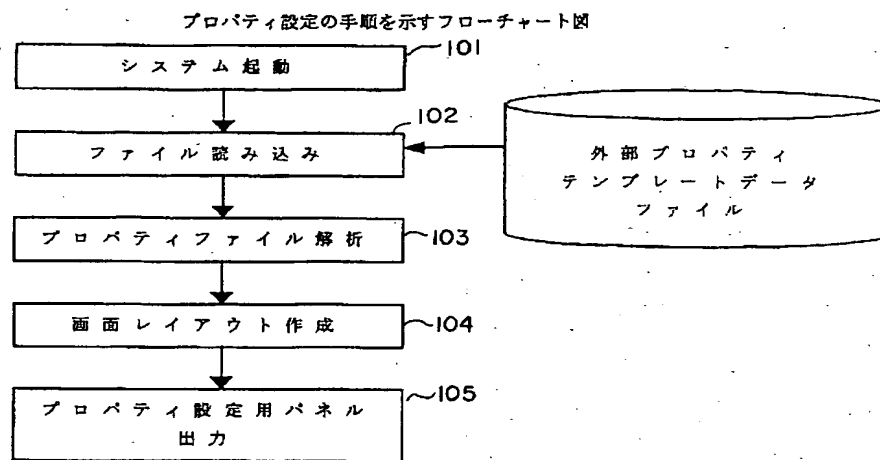 プロパティ設定の手順を示すフローチャート図
101
システム起動
102
ファイル読み込み
外部プロパティ
テンプレートデータ
ファイル
プロパティファイル解析
103
画面レイアウト作成
104
プロパティ設定用パネル
出力
105